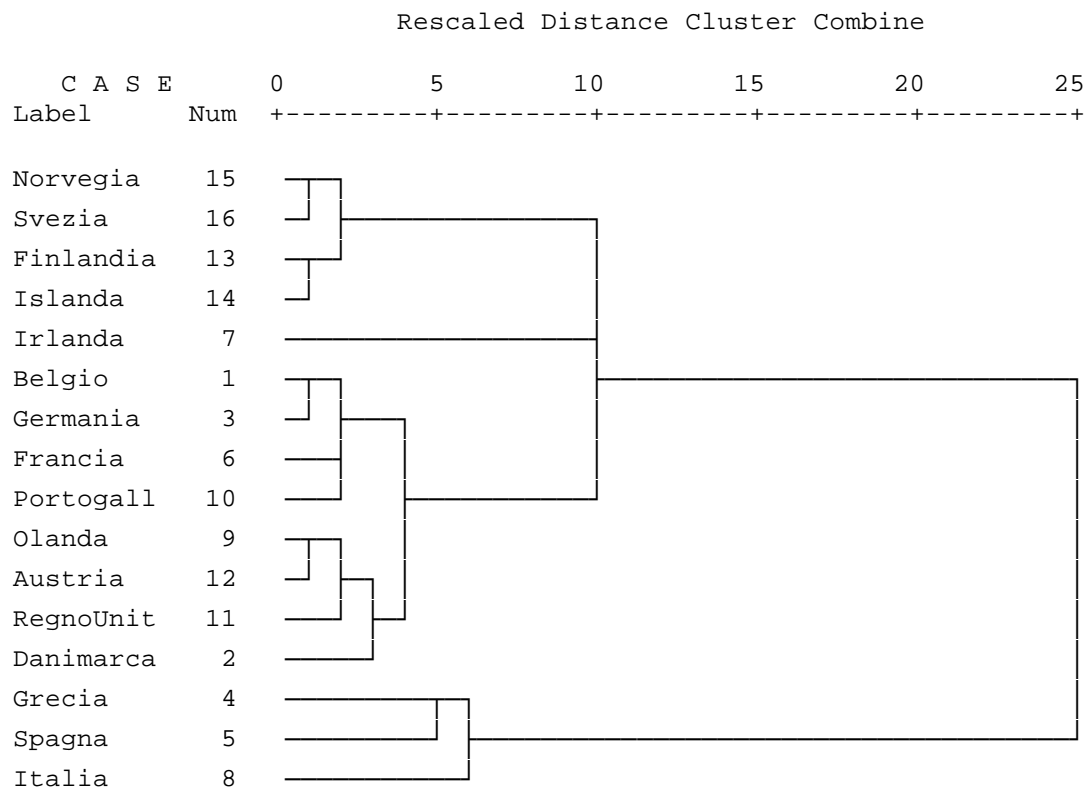 Rescaled Distance Cluster Combine
C A S E 0 5 10 15 20 25
Label Num +---------+---------+---------+---------+---------+
Norvegia 15
Svezia 16
Finlandia 13
Islanda 14
Irlanda 7
Belgio 1
Germania 3
Francia 6
Portogall 10
Olanda 9
Austria 12
RegnoUnit 11
Danimarca 2
Grecia 4
Spagna 5
Italia 8